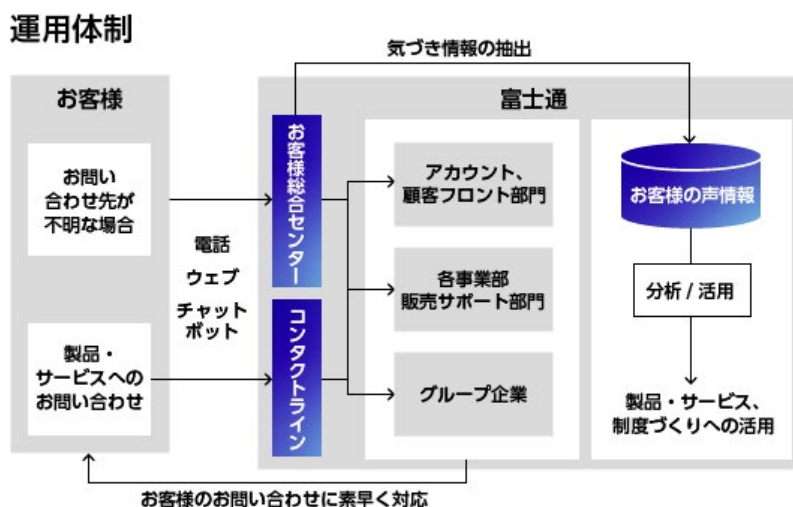 運用体制
気づき情報の抽出
お客様
富士通
お問い
合わせ先が
不明な場合
電話
ウェブ
チャット
ボット
製品・
サービスへの
お問い合わせ
お客様総合センター
コンタクトライン
アカウント、
顧客フロント部門
各事業部
販売サポート部門
グループ企業
お客様の声情報
分析 / 活用
製品・サービス、
制度づくりへの活用
お客様のお問い合わせに素早く対応